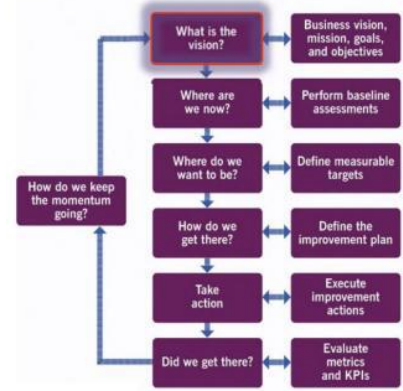 What is the
vision?
Business vision,
mission, goals,
and objectives
Where are
we now?
Perform baseline
assessments
Where do we
want to be?
Define measurable
targets
How do we keep
the momentum
going?
How do we
get there?
Define the
improvement plan
Take
action
Execute
improvement
actions
Did we get there?
Evaluate
metrics
and KPIs